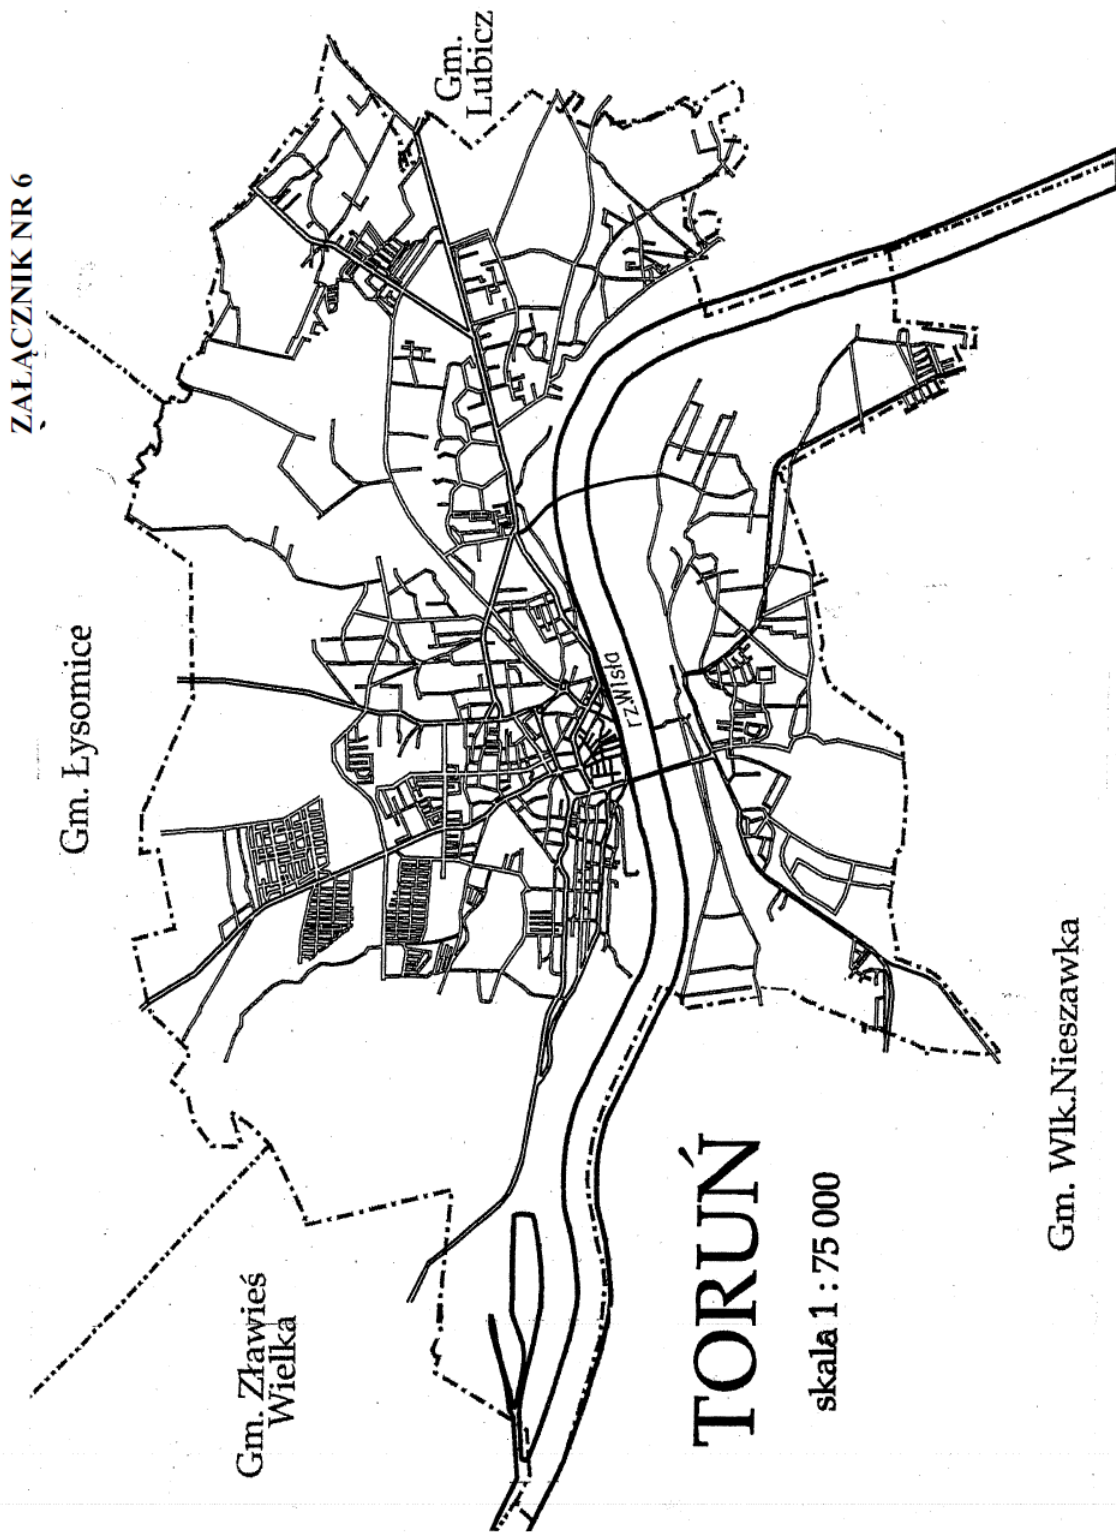 ZAŁĄCZNIK NR 6
Gm.
Lubicz
Gm. Łysomice
rz.Wisła
Gm. Zławieś
Wielka
TORUŃ
skala 1 : 75 000
Gm. Wlk.Nieszawka